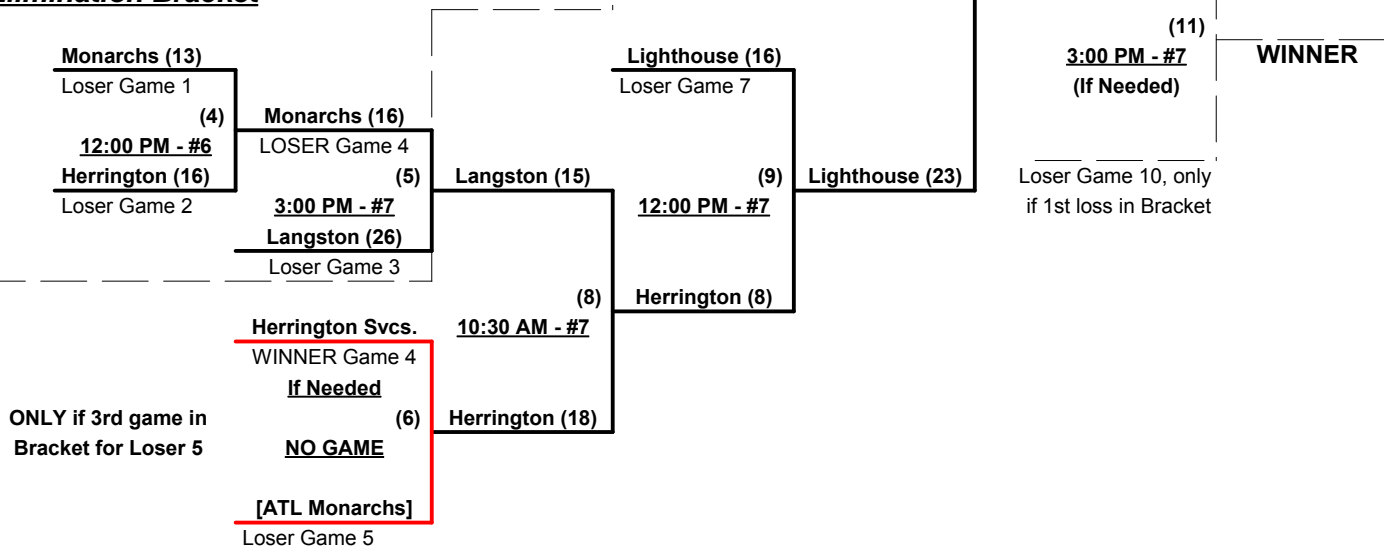 Monarchs (13)
Loser Game 1
(4)
12:00 PM - #6
Herrington (16)
Loser Game 2
Monarchs (16)
LOSER Game 4
(5)
3:00 PM - #7
Langston (26)
Loser Game 3
Langston (15)
Herrington Svcs.
WINNER Game 4
If Needed
(6)
NO GAME
[ATL Monarchs]
Loser Game 5
ONLY if 3rd game in
Bracket for Loser 5
Herrington (18)
(8)
10:30 AM - #7
Herrington (8)
Lighthouse (16)
Loser Game 7
(9)
12:00 PM - #7
Lighthouse (23)
(11)
3:00 PM - #7
(If Needed)
WINNER
Loser Game 10, only
if 1st loss in Bracket